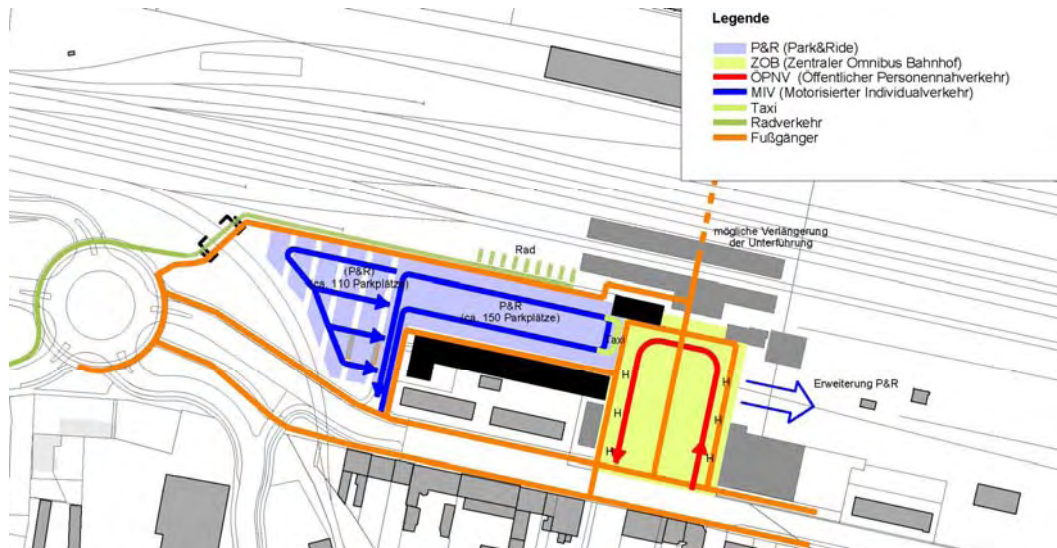 Legende
P&R (Park&Ride)
ZOB (Zentraler Omnibus Bahnhof)
ÖPNV (Öffentlicher Personennahverkehr)
MIV (Motorisierter Individualverkehr)
Taxi
Radverkehr
Fußgänger
mögliche Verlängerung
der Unterführung
Rad
(P&R)
(ca. 110 Parkplätze)
P&R
(ca. 150 Parkplätze)
Taxi
H
H
H
H
H
H
Erweiterung P&R